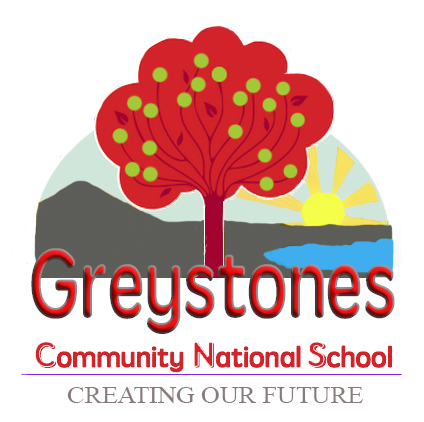 Greystones
Community National School
CREATING OUR FUTURE